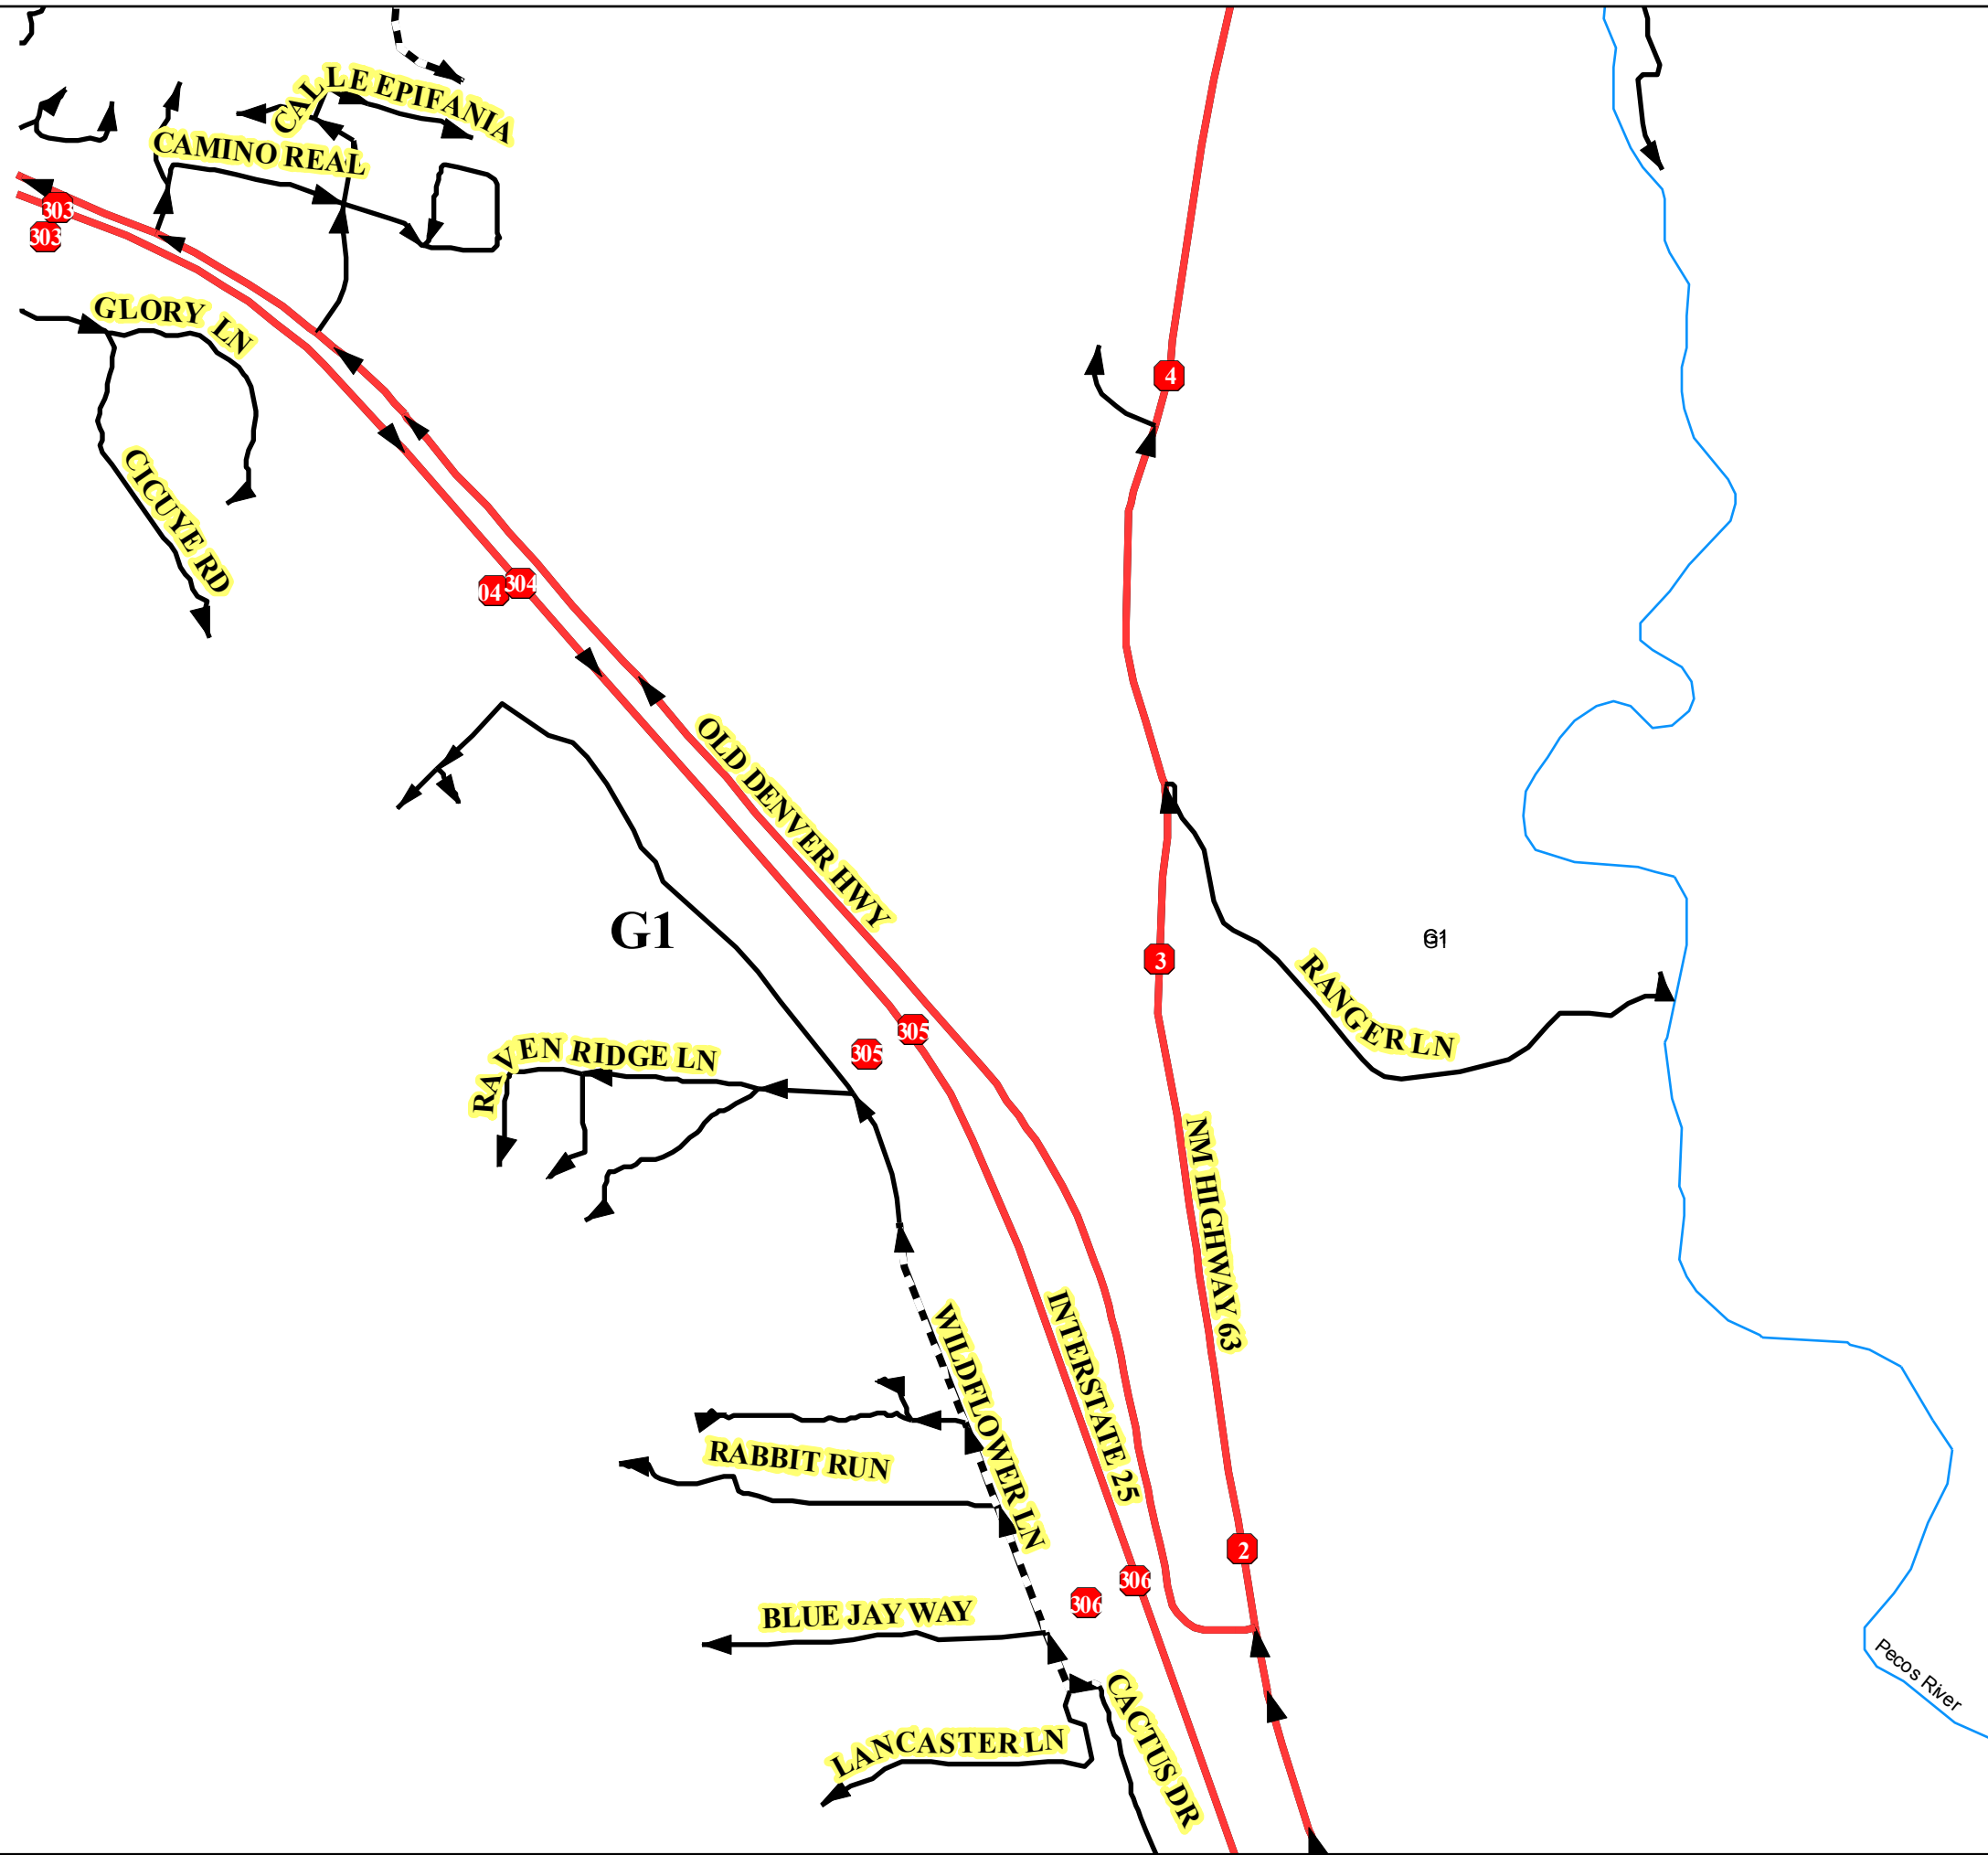 CALLE EPIFANIA
CAMINO REAL
303
303
GLORY LN
4
CICUYE RD
04
304
OLD DENVER HWY
G1
G1
G1
3
RANGER LN
305
305
RAVEN RIDGE LN
NM HIGHWAY 63
INTERSTATE 25
WILDFLOWER LN
RABBIT RUN
2
306
306
BLUE JAY WAY
Pecos River
CACTUS DR
LANCASTER LN